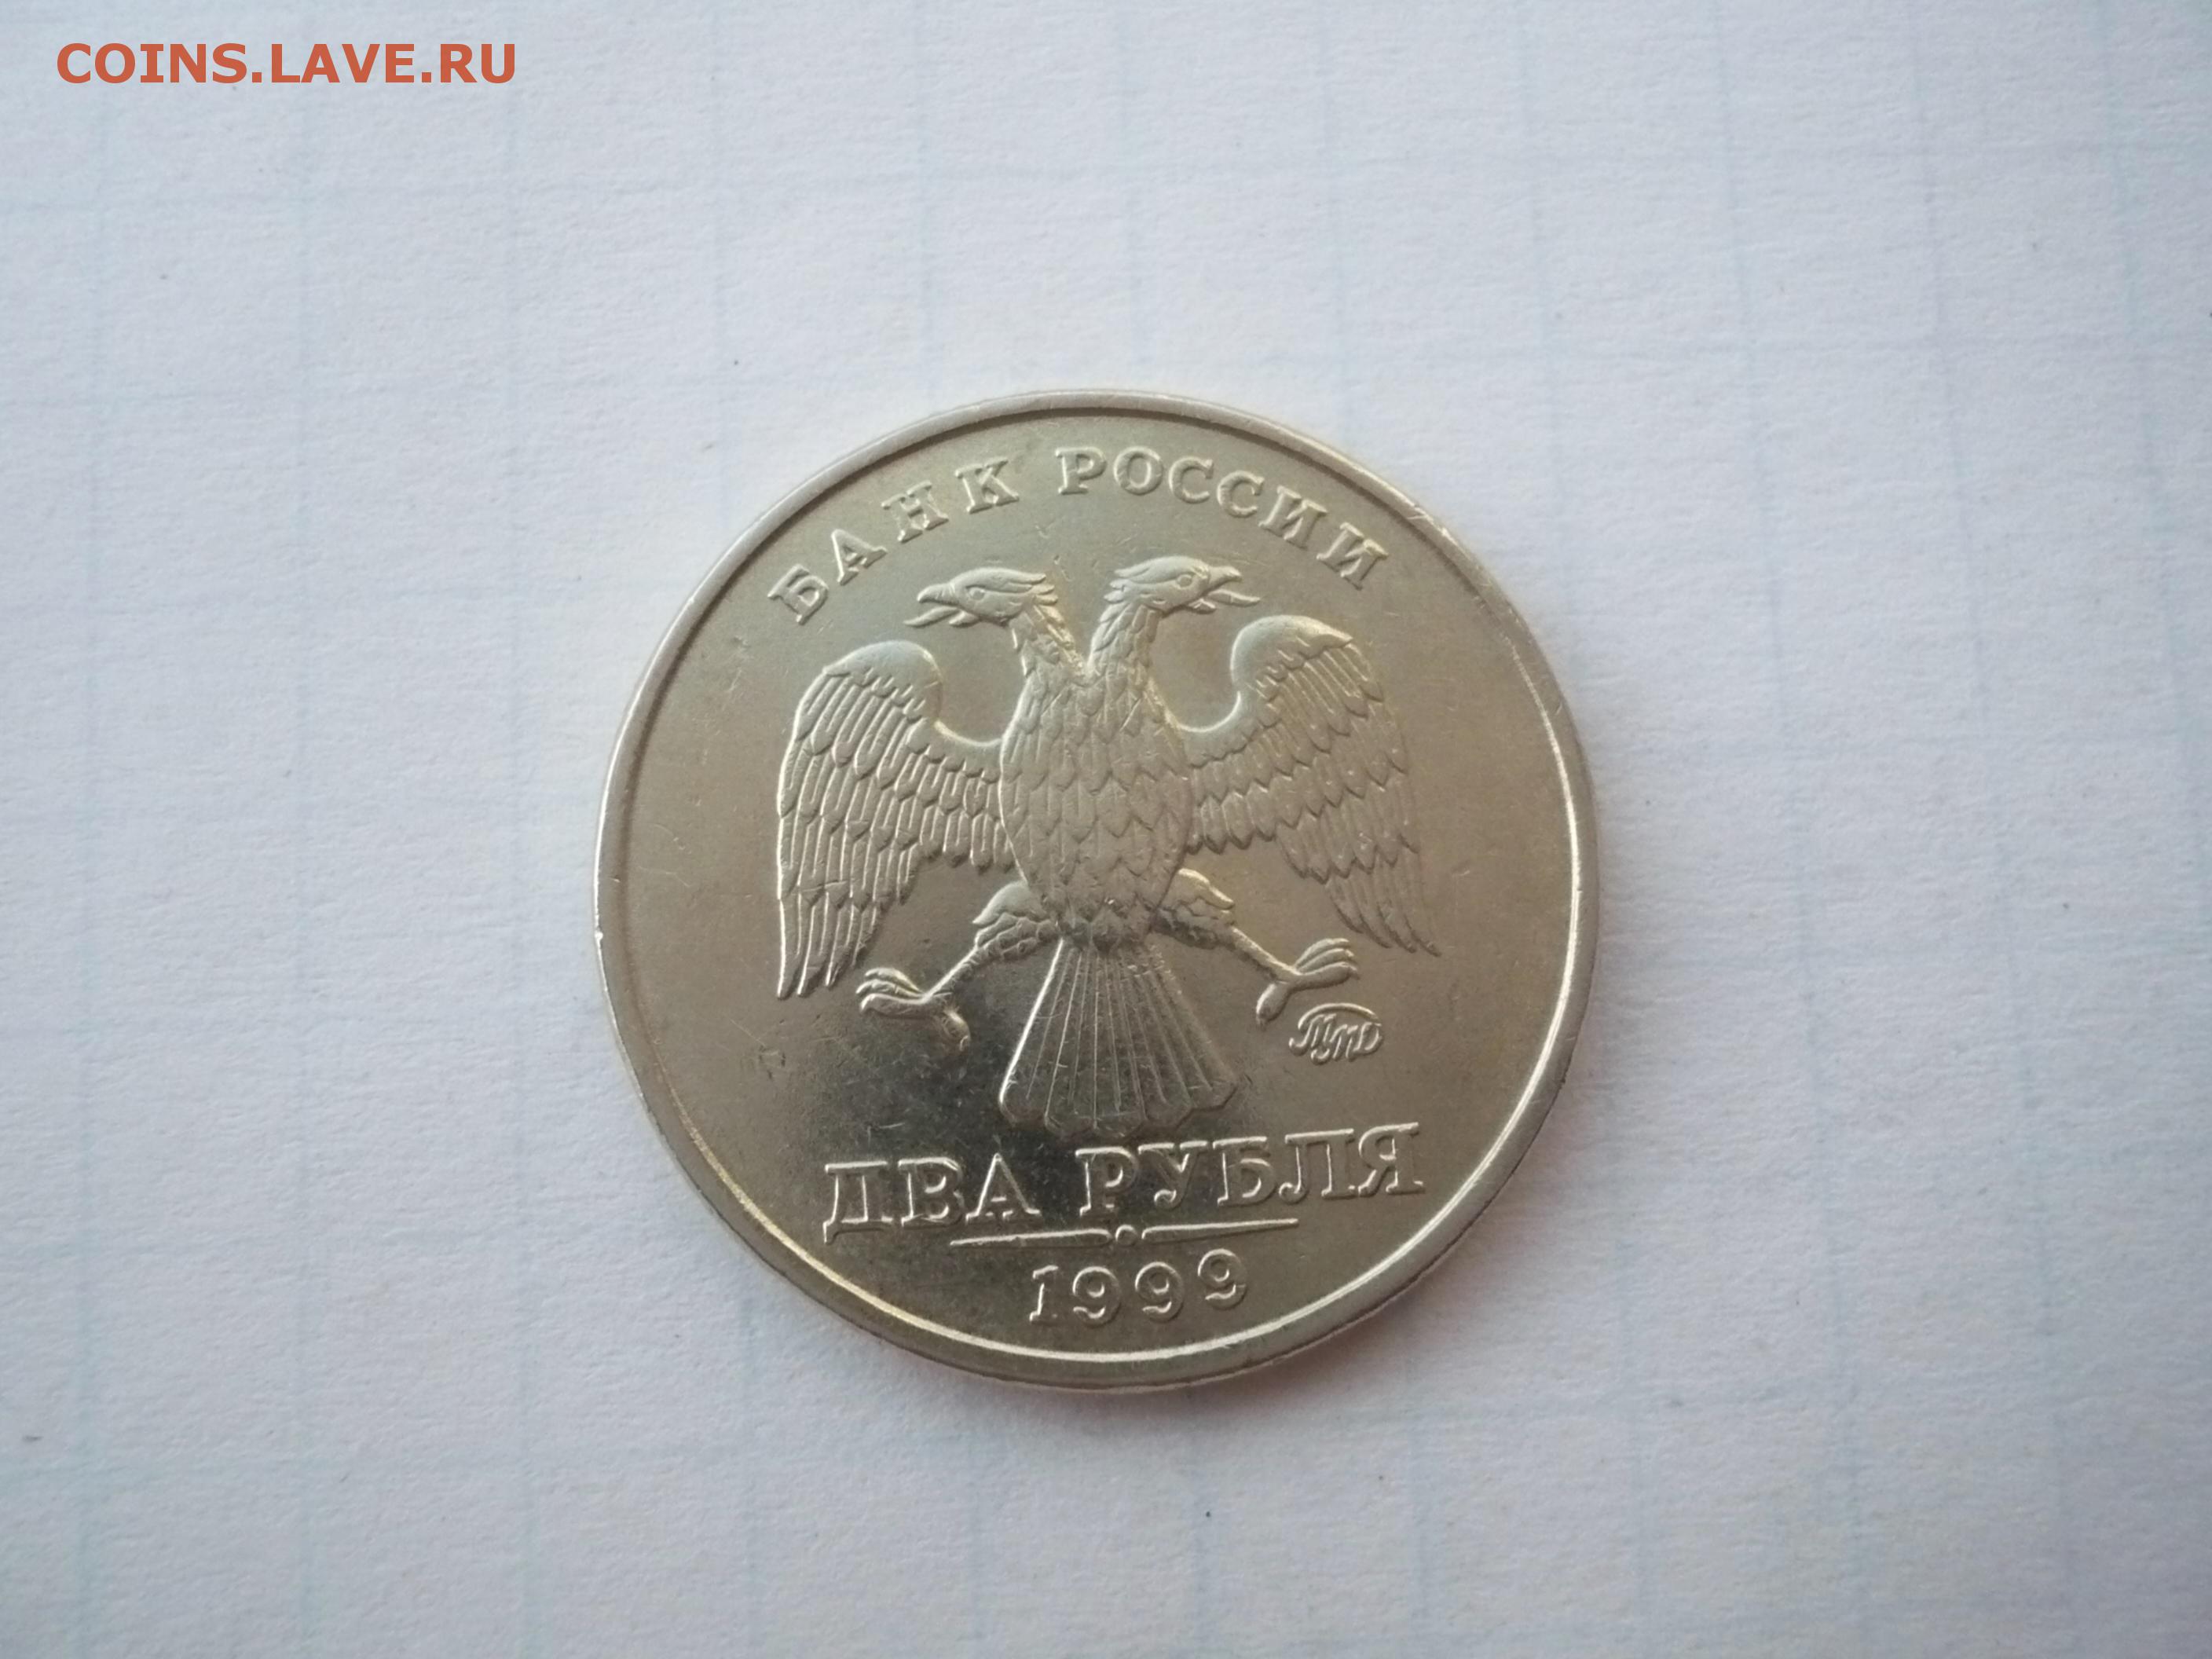 COINS.LAVE.RU
БАНК РОССИИ
ДВА РУБЛЯ
1999